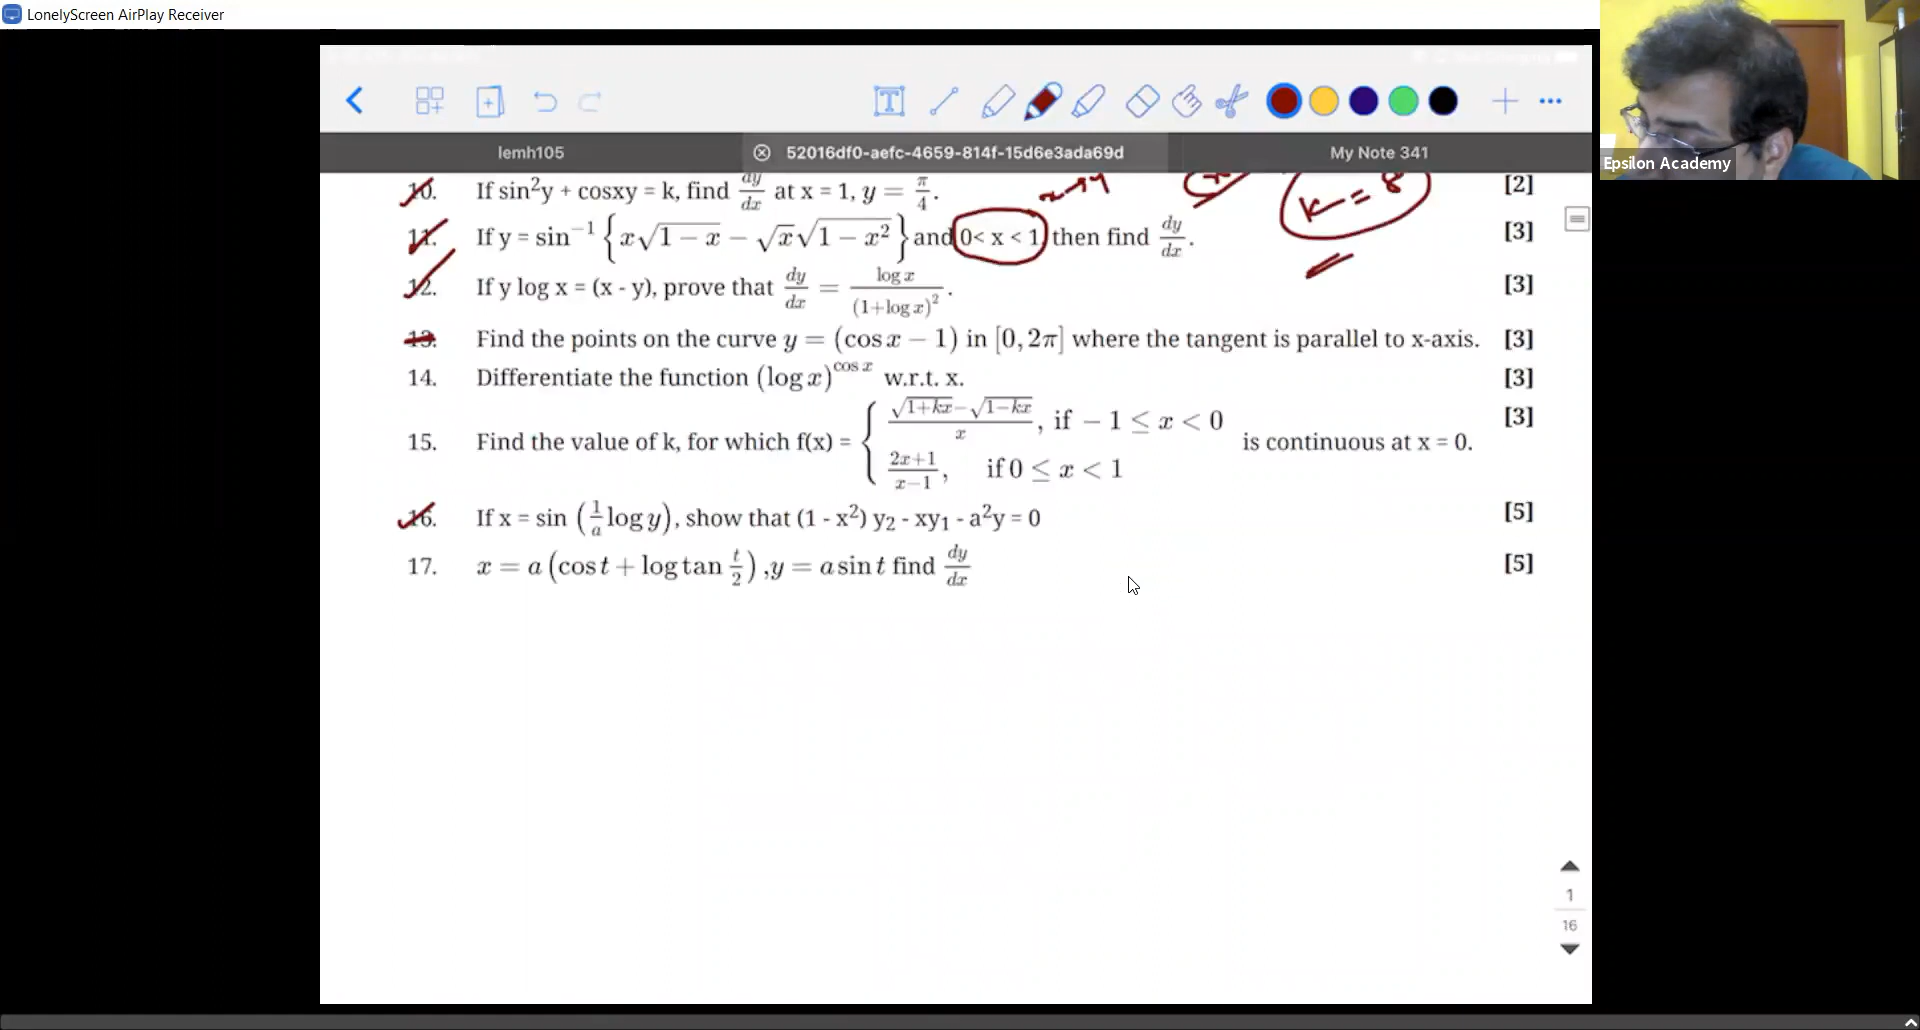 LonelyScreen AirPlay Receiver
Epsilon Academy
lemh105
52016df0-aefc-4659-814f-15d6e3ada69d
My Note 341
10. If sin²y + cosxy = k, find dy/dx at x = 1, y = π/4. [2]
k = 8
11. If y = sin⁻¹ {x√(1 − x) − √x√(1 − x²)} and 0< x < 1, then find dy/dx. [3]
12. If y log x = (x - y), prove that dy/dx = log x/(1+log x)². [3]
13. Find the points on the curve y = (cos x − 1) in [0, 2π] where the tangent is parallel to x-axis. [3]
14. Differentiate the function (log x)^cos x w.r.t. x. [3]
15. Find the value of k, for which f(x) = { (√(1+kx)−√(1−kx))/x, if − 1 ≤ x < 0 [3]
(2x+1)/(x−1), if 0 ≤ x < 1 is continuous at x = 0.
16. If x = sin (1/a log y), show that (1 - x²) y₂ - xy₁ - a²y = 0 [5]
17. x = a (cos t + log tan t/2) ,y = a sin t find dy/dx [5]
1
16